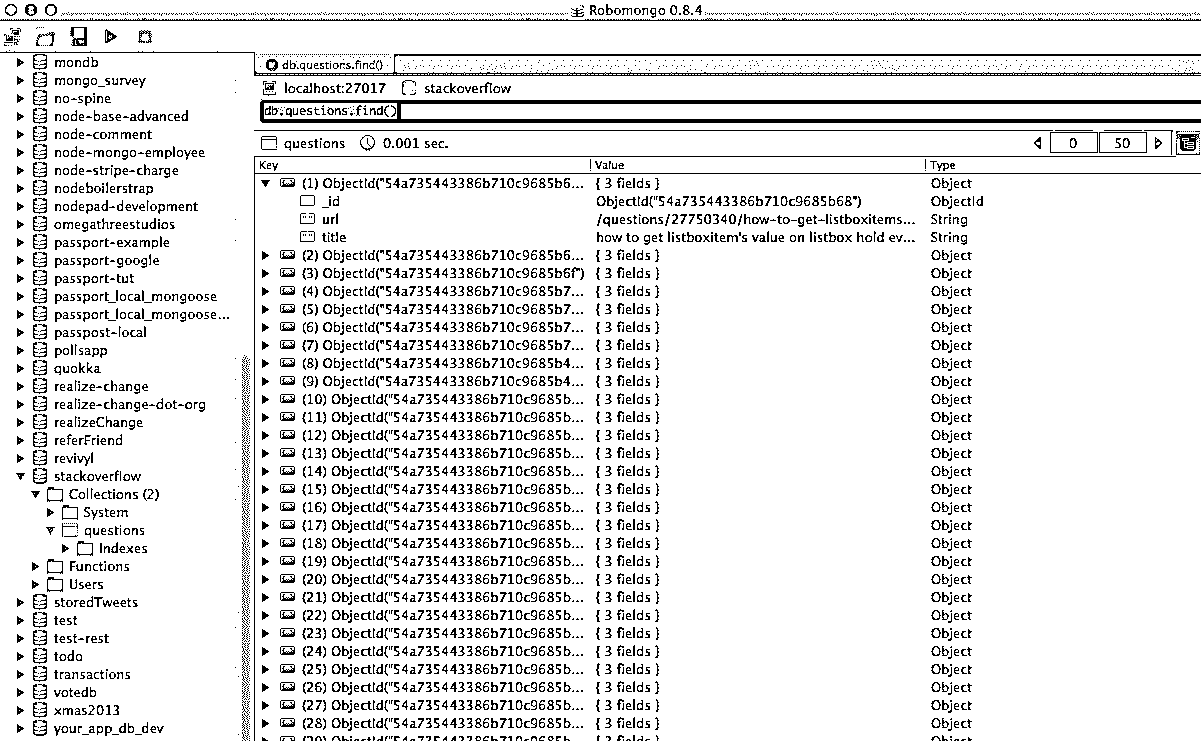 Robomongo 0.8.4
mondb
mongo_survey
no-spine
node-base-advanced
node-comment
node-mongo-employee
node-stripe-charge
nodeboilerstrap
nodepad-development
omegathreestudios
passport-example
passport-google
passport-tut
passport_local_mongoose
passport_local_mongoose...
passpost-local
pollsapp
quokka
realize-change
realize-change-dot-org
realizeChange
referFriend
revivyl
stackoverflow
Collections (2)
System
questions
Indexes
Functions
Users
storedTweets
test
test-rest
todo
transactions
votedb
xmas2013
your_app_db_dev
db.questions.find()
localhost:27017 stackoverflow
db.questions.find()
questions 0.001 sec. 0 50
Key Value Type
(1) ObjectId("54a735443386b710c9685b6... { 3 fields } Object
_id ObjectId("54a735443386b710c9685b68") ObjectId
url /questions/27750340/how-to-get-listboxitems... String
title how to get listboxitem's value on listbox hold ev... String
(2) ObjectId("54a735443386b710c9685b6... { 3 fields } Object
(3) ObjectId("54a735443386b710c9685b6f") { 3 fields } Object
(4) ObjectId("54a735443386b710c9685b7... { 3 fields } Object
(5) ObjectId("54a735443386b710c9685b7... { 3 fields } Object
(6) ObjectId("54a735443386b710c9685b7... { 3 fields } Object
(7) ObjectId("54a735443386b710c9685b7... { 3 fields } Object
(8) ObjectId("54a735443386b710c9685b4... { 3 fields } Object
(9) ObjectId("54a735443386b710c9685b4... { 3 fields } Object
(10) ObjectId("54a735443386b710c9685b... { 3 fields } Object
(11) ObjectId("54a735443386b710c9685b... { 3 fields } Object
(12) ObjectId("54a735443386b710c9685b... { 3 fields } Object
(13) ObjectId("54a735443386b710c9685b... { 3 fields } Object
(14) ObjectId("54a735443386b710c9685b... { 3 fields } Object
(15) ObjectId("54a735443386b710c9685b... { 3 fields } Object
(16) ObjectId("54a735443386b710c9685b... { 3 fields } Object
(17) ObjectId("54a735443386b710c9685b... { 3 fields } Object
(18) ObjectId("54a735443386b710c9685b... { 3 fields } Object
(19) ObjectId("54a735443386b710c9685b... { 3 fields } Object
(20) ObjectId("54a735443386b710c9685b... { 3 fields } Object
(21) ObjectId("54a735443386b710c9685b... { 3 fields } Object
(22) ObjectId("54a735443386b710c9685b... { 3 fields } Object
(23) ObjectId("54a735443386b710c9685b... { 3 fields } Object
(24) ObjectId("54a735443386b710c9685b... { 3 fields } Object
(25) ObjectId("54a735443386b710c9685b... { 3 fields } Object
(26) ObjectId("54a735443386b710c9685b... { 3 fields } Object
(27) ObjectId("54a735443386b710c9685b... { 3 fields } Object
(28) ObjectId("54a735443386b710c9685b... { 3 fields } Object